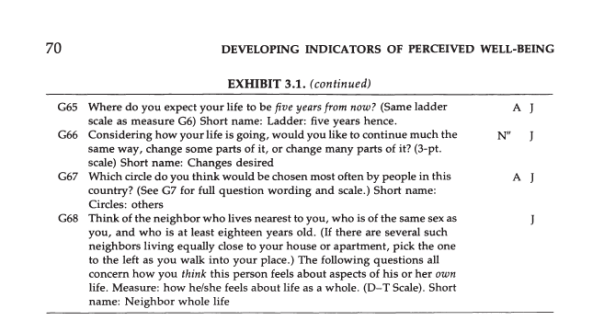 70 DEVELOPING INDICATORS OF PERCEIVED WELL-BEING
EXHIBIT 3.1. (continued)
G65 Where do you expect your life to be five years from now? (Same ladder A J
scale as measure G6) Short name: Ladder: five years hence.
G66 Considering how your life is going, would you like to continue much the N" J
same way, change some parts of it, or change many parts of it? (3-pt.
scale) Short name: Changes desired
G67 Which circle do you think would be chosen most often by people in this A J
country? (See G7 for full question wording and scale.) Short name:
Circles: others
G68 Think of the neighbor who lives nearest to you, who is of the same sex as J
you, and who is at least eighteen years old. (If there are several such
neighbors living equally close to your house or apartment, pick the one
to the left as you walk into your place.) The following questions all
concern how you think this person feels about aspects of his or her own
life. Measure: how he/she feels about life as a whole. (D–T Scale). Short
name: Neighbor whole life